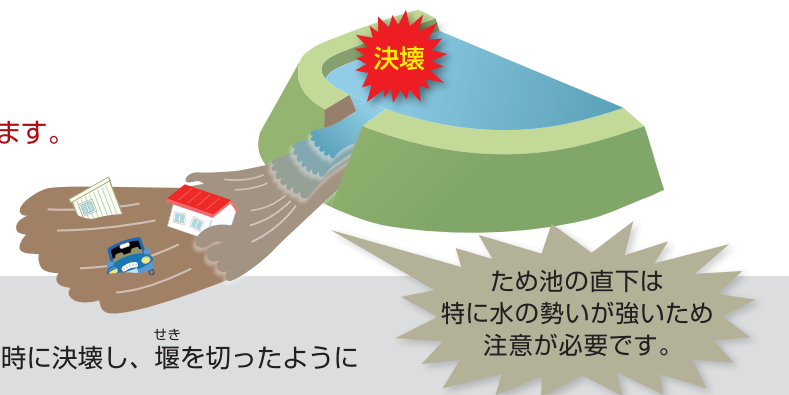 決壊
ます。
ため池の直下は
特に水の勢いが強いため
注意が必要です。
せき
時に決壊し、堰を切ったように